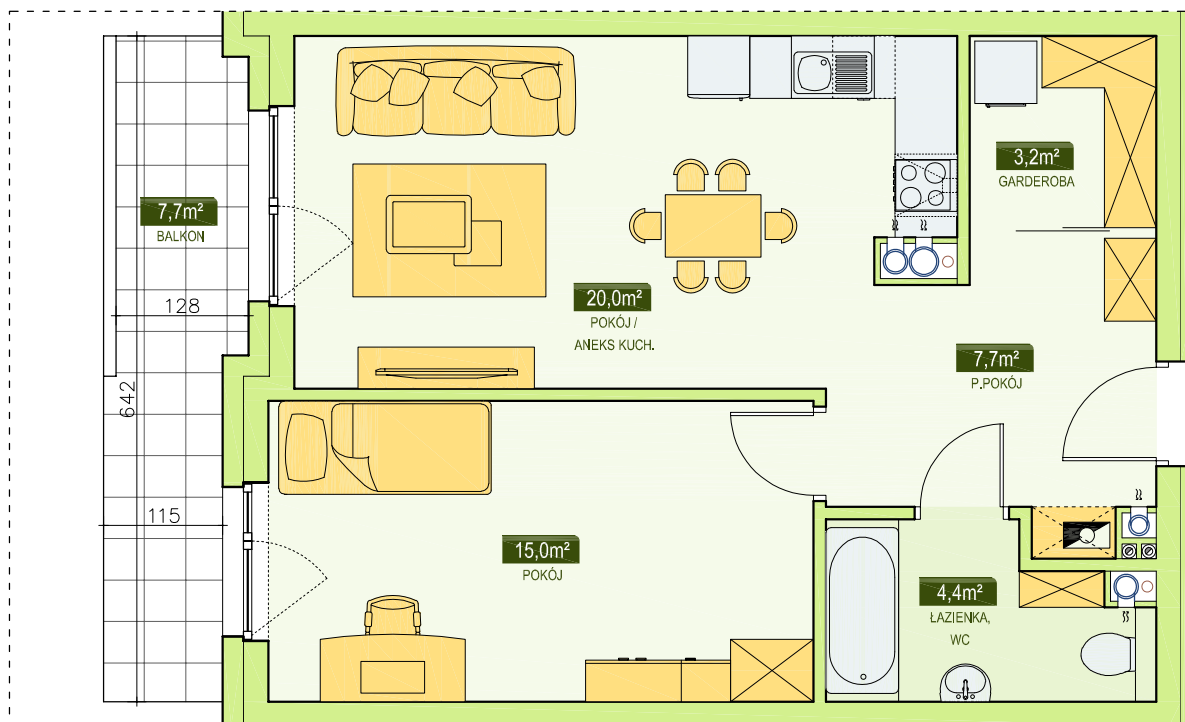 3,2m²
GARDEROBA
7,7m²
BALKON
128
20,0m²
POKÓJ /
ANEKS KUCH.
7,7m²
P.POKÓJ
642
115
15,0m²
POKÓJ
4,4m²
ŁAZIENKA,
WC